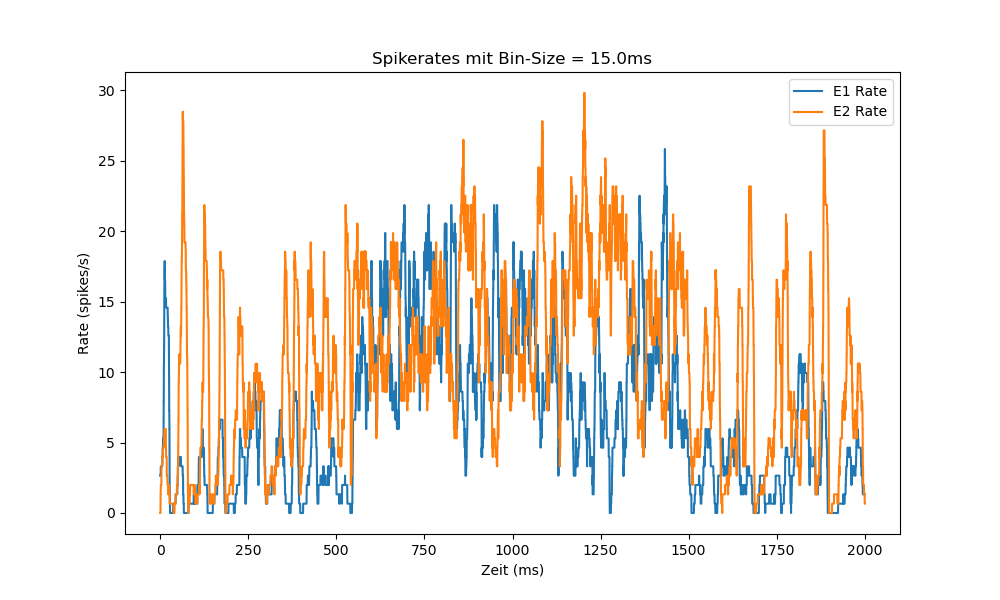 Spikerates mit Bin-Size = 15.0ms
E1 Rate
E2 Rate
Rate (spikes/s)
30
25
20
15
10
5
0
0 250 500 750 1000 1250 1500 1750 2000
Zeit (ms)